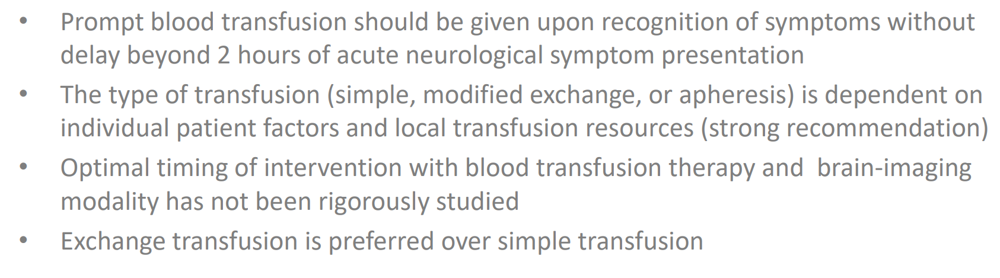 • Prompt blood transfusion should be given upon recognition of symptoms without
delay beyond 2 hours of acute neurological symptom presentation
• The type of transfusion (simple, modified exchange, or apheresis) is dependent on
individual patient factors and local transfusion resources (strong recommendation)
• Optimal timing of intervention with blood transfusion therapy and  brain-imaging
modality has not been rigorously studied
• Exchange transfusion is preferred over simple transfusion